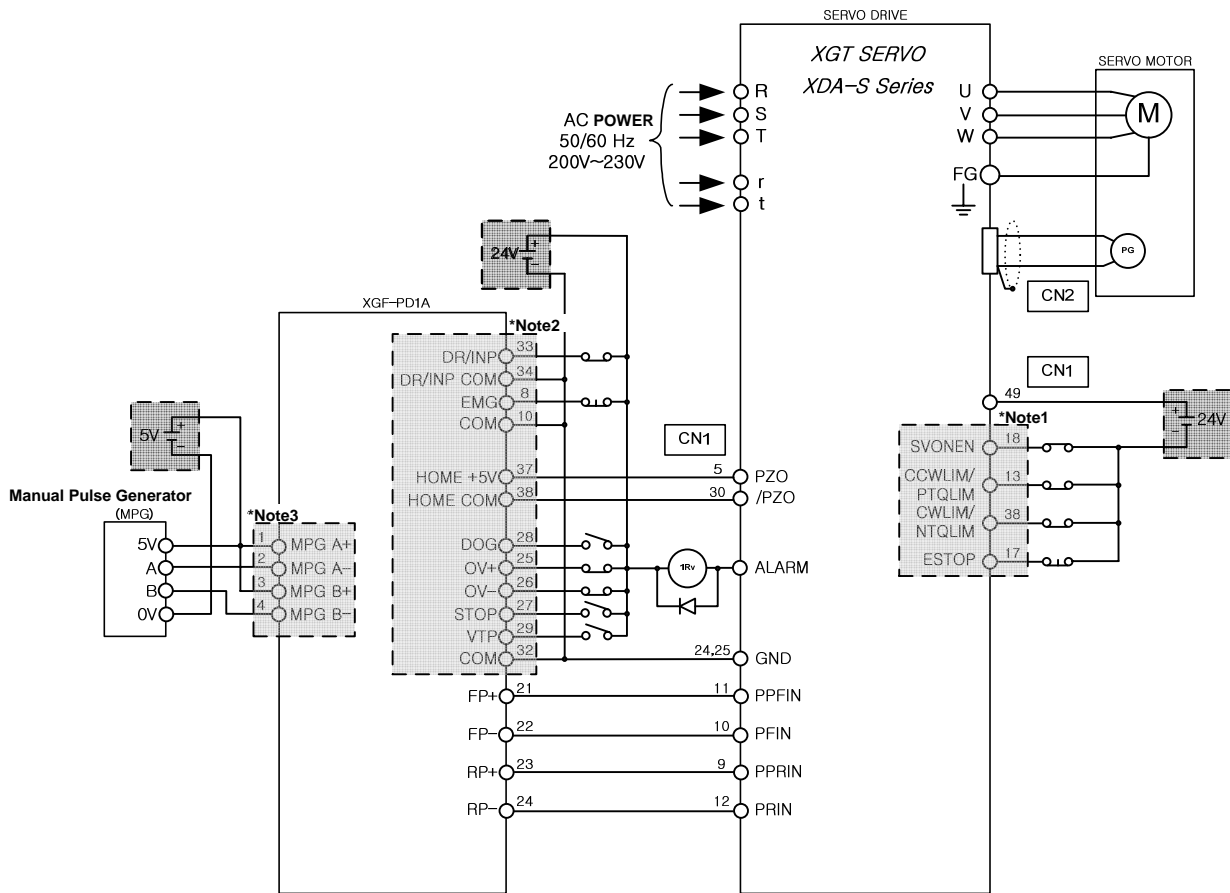 SERVO DRIVE
XGT SERVO
XDA-S Series
SERVO MOTOR
M
PG
AC POWER
50/60 Hz
200V~230V
R
S
T
r
t
U
V
W
FG
CN2
CN1
49
*Note1
+
−
24V
SVONEN 18
CCWLIM/
PTQLIM 13
CWLIM/
NTQLIM 38
ESTOP 17
24V
+
−
XGF-PD1A
*Note2
DR/INP 33
DR/INP COM 34
EMG 8
COM 10
HOME +5V 37
HOME COM 38
DOG 28
OV+ 25
OV- 26
STOP 27
VTP 29
COM 32
FP+ 21
FP- 22
RP+ 23
RP- 24
CN1
5 PZO
30 /PZO
1Rv
ALARM
24,25 GND
11 PPFIN
10 PFIN
9 PPRIN
12 PRIN
5V
+
−
Manual Pulse Generator
(MPG)
5V
A
B
0V
*Note3
1 MPG A+
2 MPG A-
3 MPG B+
4 MPG B-